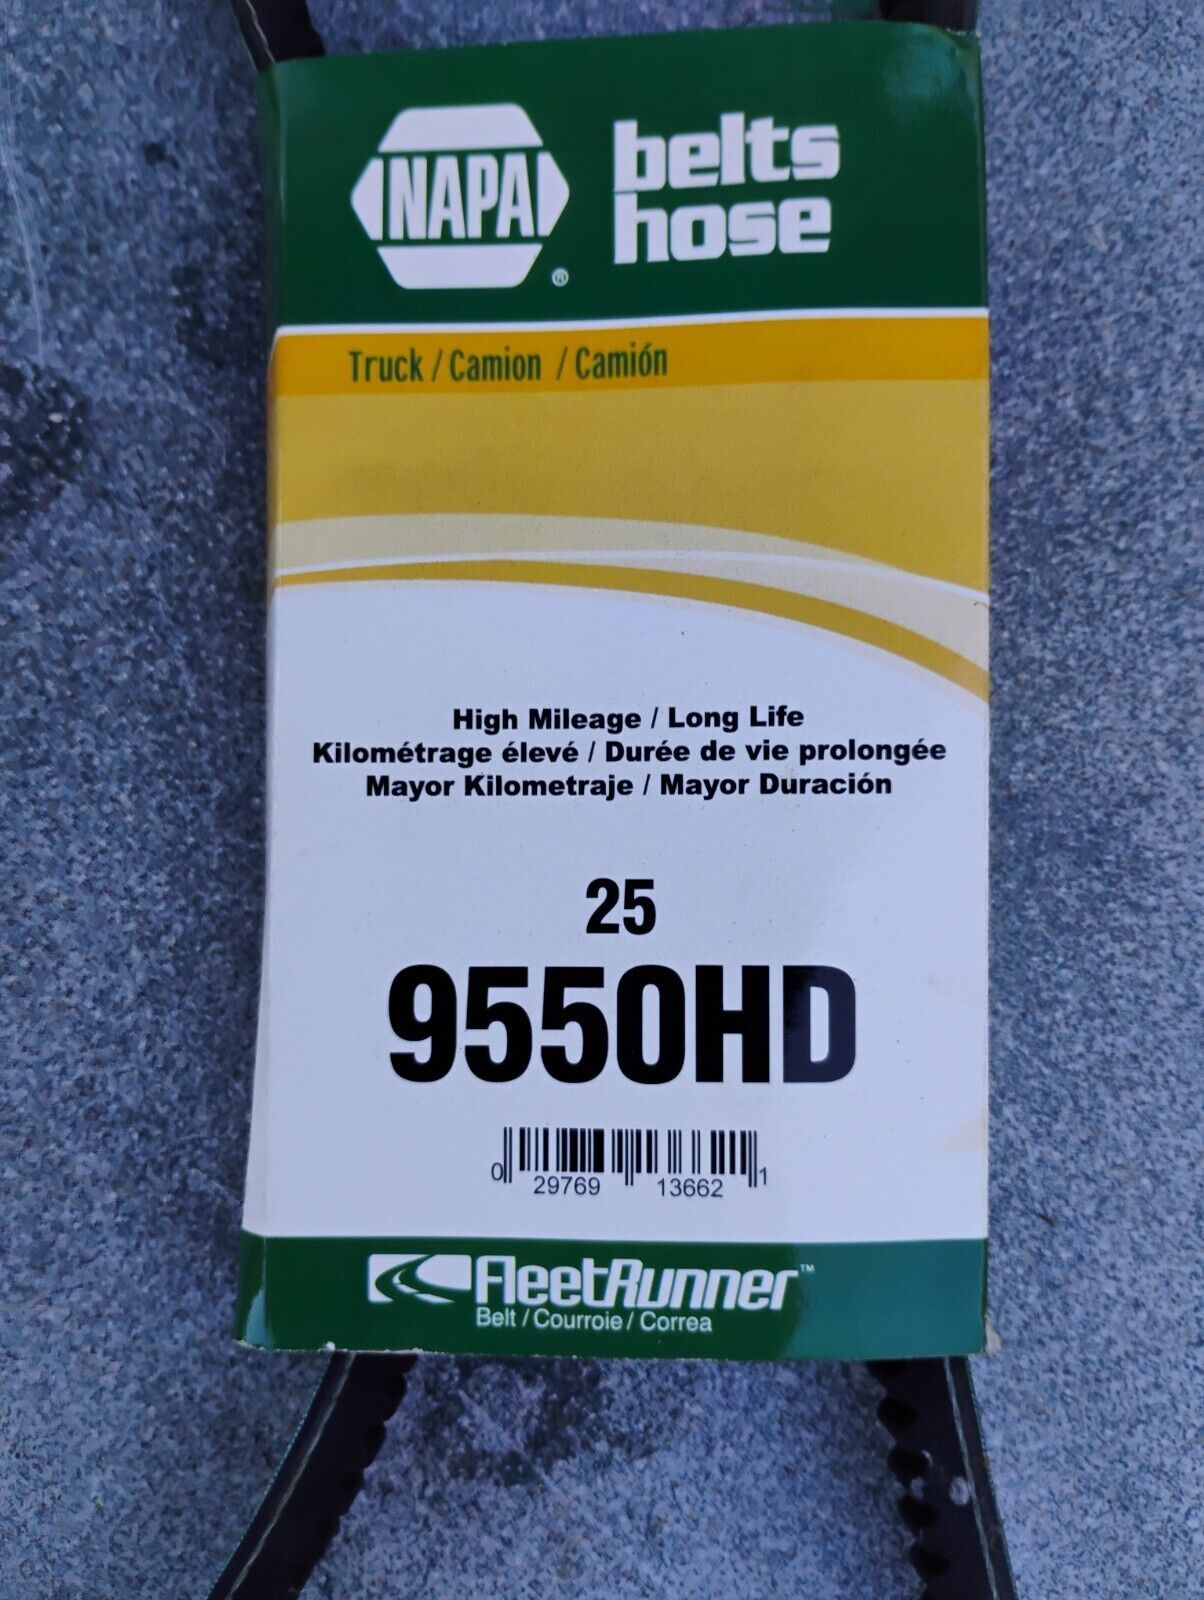 NAPA ®
belts
hose
Truck / Camion / Camión
High Mileage / Long Life
Kilométrage élevé / Durée de vie prolongée
Mayor Kilometraje / Mayor Duración
25
9550HD
0 29769 13662 1
FleetRunner™
Belt / Courroie / Correa